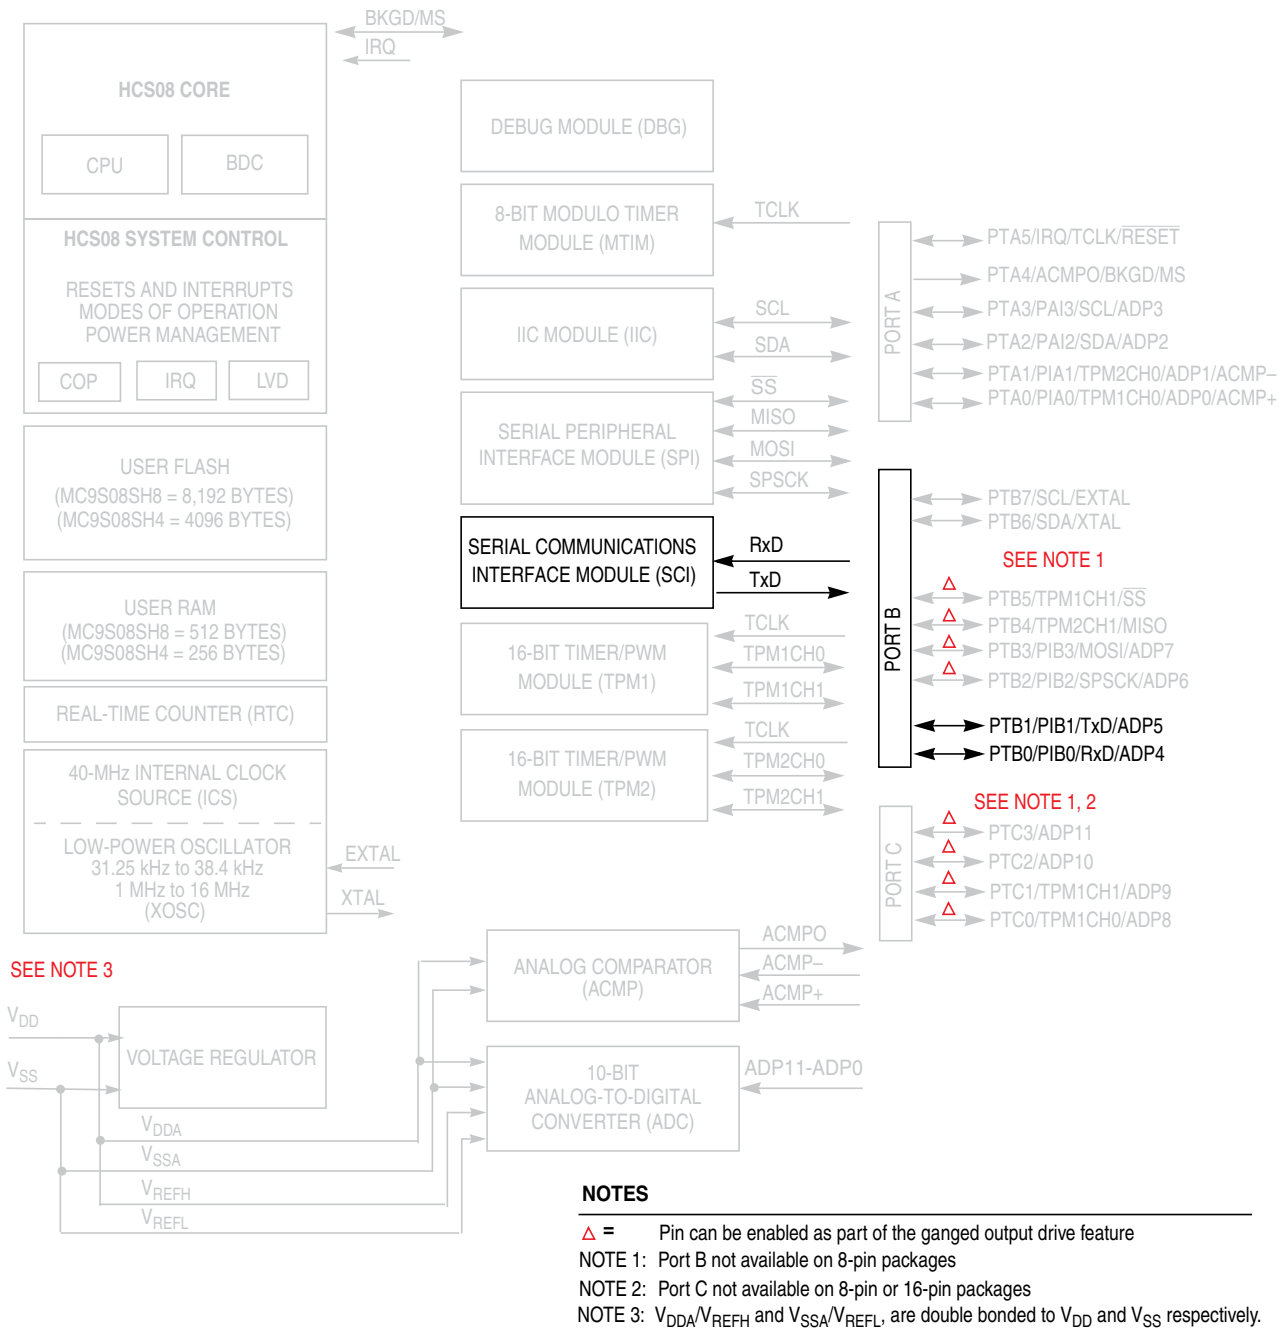 BKGD/MS
IRQ
HCS08 CORE
CPU
BDC
HCS08 SYSTEM CONTROL
RESETS AND INTERRUPTS
MODES OF OPERATION
POWER MANAGEMENT
COP
IRQ
LVD
USER FLASH
(MC9S08SH8 = 8,192 BYTES)
(MC9S08SH4 = 4096 BYTES)
USER RAM
(MC9S08SH8 = 512 BYTES)
(MC9S08SH4 = 256 BYTES)
REAL-TIME COUNTER (RTC)
40-MHz INTERNAL CLOCK
SOURCE (ICS)
LOW-POWER OSCILLATOR
31.25 kHz to 38.4 kHz
1 MHz to 16 MHz
(XOSC)
EXTAL
XTAL
SEE NOTE 3
VDD
VSS
VOLTAGE REGULATOR
VDDA
VSSA
VREFH
VREFL
DEBUG MODULE (DBG)
8-BIT MODULO TIMER
MODULE (MTIM)
TCLK
IIC MODULE (IIC)
SCL
SDA
SERIAL PERIPHERAL
INTERFACE MODULE (SPI)
SS
MISO
MOSI
SPSCK
SERIAL COMMUNICATIONS
INTERFACE MODULE (SCI)
RxD
TxD
16-BIT TIMER/PWM
MODULE (TPM1)
TCLK
TPM1CH0
TPM1CH1
16-BIT TIMER/PWM
MODULE (TPM2)
TCLK
TPM2CH0
TPM2CH1
ANALOG COMPARATOR
(ACMP)
ACMPO
ACMP–
ACMP+
10-BIT
ANALOG-TO-DIGITAL
CONVERTER (ADC)
ADP11-ADP0
PORT A
PTA5/IRQ/TCLK/RESET
PTA4/ACMPO/BKGD/MS
PTA3/PAI3/SCL/ADP3
PTA2/PAI2/SDA/ADP2
PTA1/PIA1/TPM2CH0/ADP1/ACMP–
PTA0/PIA0/TPM1CH0/ADP0/ACMP+
PORT B
PTB7/SCL/EXTAL
PTB6/SDA/XTAL
SEE NOTE 1
PTB5/TPM1CH1/SS
PTB4/TPM2CH1/MISO
PTB3/PIB3/MOSI/ADP7
PTB2/PIB2/SPSCK/ADP6
PTB1/PIB1/TxD/ADP5
PTB0/PIB0/RxD/ADP4
SEE NOTE 1, 2
PORT C
PTC3/ADP11
PTC2/ADP10
PTC1/TPM1CH1/ADP9
PTC0/TPM1CH0/ADP8
NOTES
Δ = Pin can be enabled as part of the ganged output drive feature
NOTE 1: Port B not available on 8-pin packages
NOTE 2: Port C not available on 8-pin or 16-pin packages
NOTE 3: VDDA/VREFH and VSSA/VREFL, are double bonded to VDD and VSS respectively.